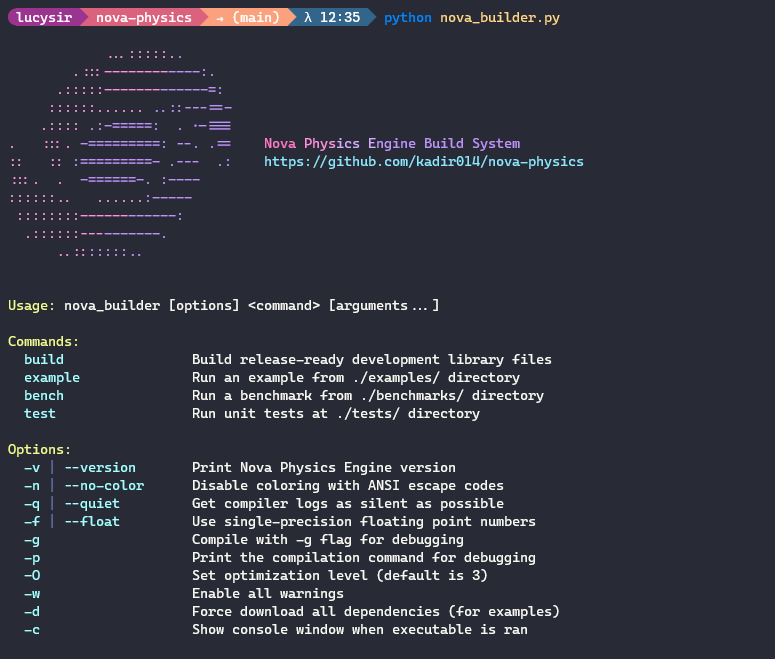 lucysir nova-physics → (main) λ 12:35 python nova_builder.py
Nova Physics Engine Build System
https://github.com/kadir014/nova-physics
Usage: nova_builder [options] <command> [arguments...]
Commands:
build Build release-ready development library files
example Run an example from ./examples/ directory
bench Run a benchmark from ./benchmarks/ directory
test Run unit tests at ./tests/ directory
Options:
-v | --version Print Nova Physics Engine version
-n | --no-color Disable coloring with ANSI escape codes
-q | --quiet Get compiler logs as silent as possible
-f | --float Use single-precision floating point numbers
-g Compile with -g flag for debugging
-p Print the compilation command for debugging
-O Set optimization level (default is 3)
-w Enable all warnings
-d Force download all dependencies (for examples)
-c Show console window when executable is ran